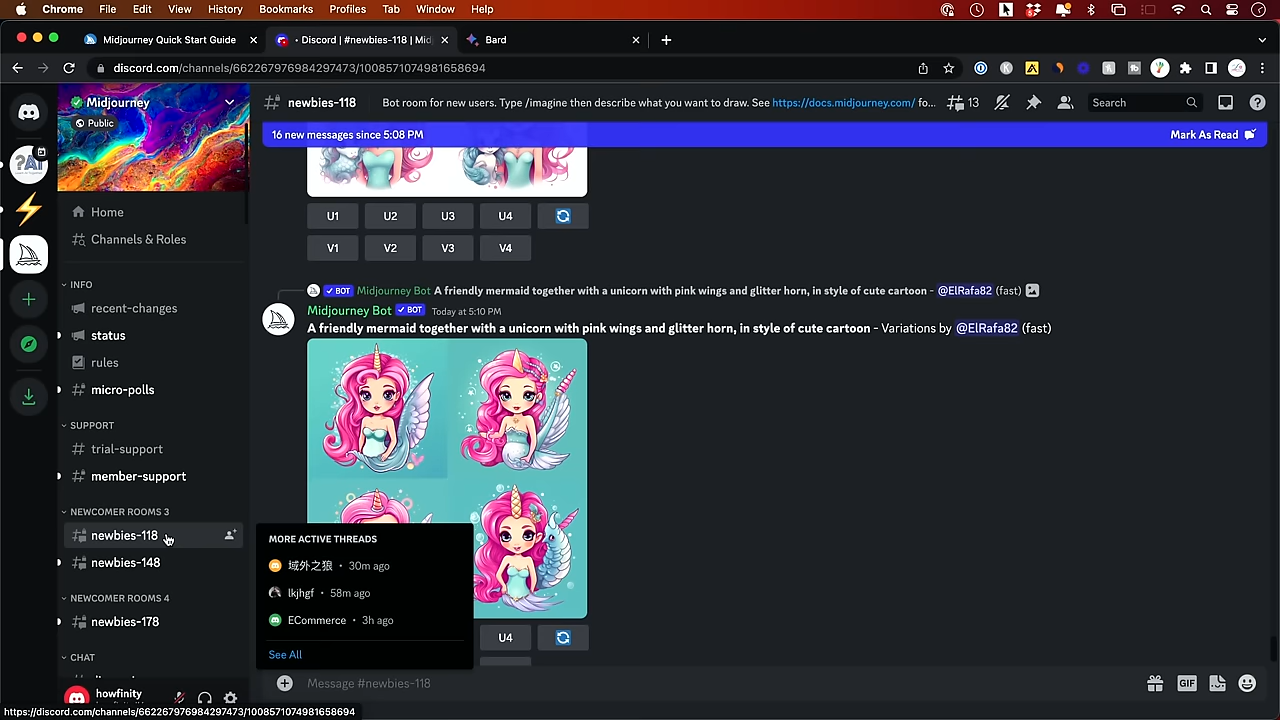 Chrome File Edit View History Bookmarks Profiles Tab Window Help
Midjourney Quick Start Guide
• Discord | #newbies-118 | Mid
Bard
discord.com/channels/662267976984297473/1008571074981658694
Midjourney
Public
newbies-118
Bot room for new users. Type /imagine then describe what you want to draw. See https://docs.midjourney.com/ fo...
13
Search
16 new messages since 5:08 PM
Mark As Read
?AI
Home
Channels & Roles
INFO
recent-changes
status
rules
micro-polls
SUPPORT
trial-support
member-support
NEWCOMER ROOMS 3
newbies-118
newbies-148
NEWCOMER ROOMS 4
newbies-178
CHAT
howfinity
U1 U2 U3 U4
V1 V2 V3 V4
BOT Midjourney Bot A friendly mermaid together with a unicorn with pink wings and glitter horn, in style of cute cartoon - @ElRafa82 (fast)
Midjourney Bot BOT Today at 5:10 PM
A friendly mermaid together with a unicorn with pink wings and glitter horn, in style of cute cartoon - Variations by @ElRafa82 (fast)
MORE ACTIVE THREADS
域外之狼 • 30m ago
lkjhgf • 58m ago
ECommerce • 3h ago
See All
U4
Message #newbies-118
GIF
https://discord.com/channels/662267976984297473/1008571074981658694